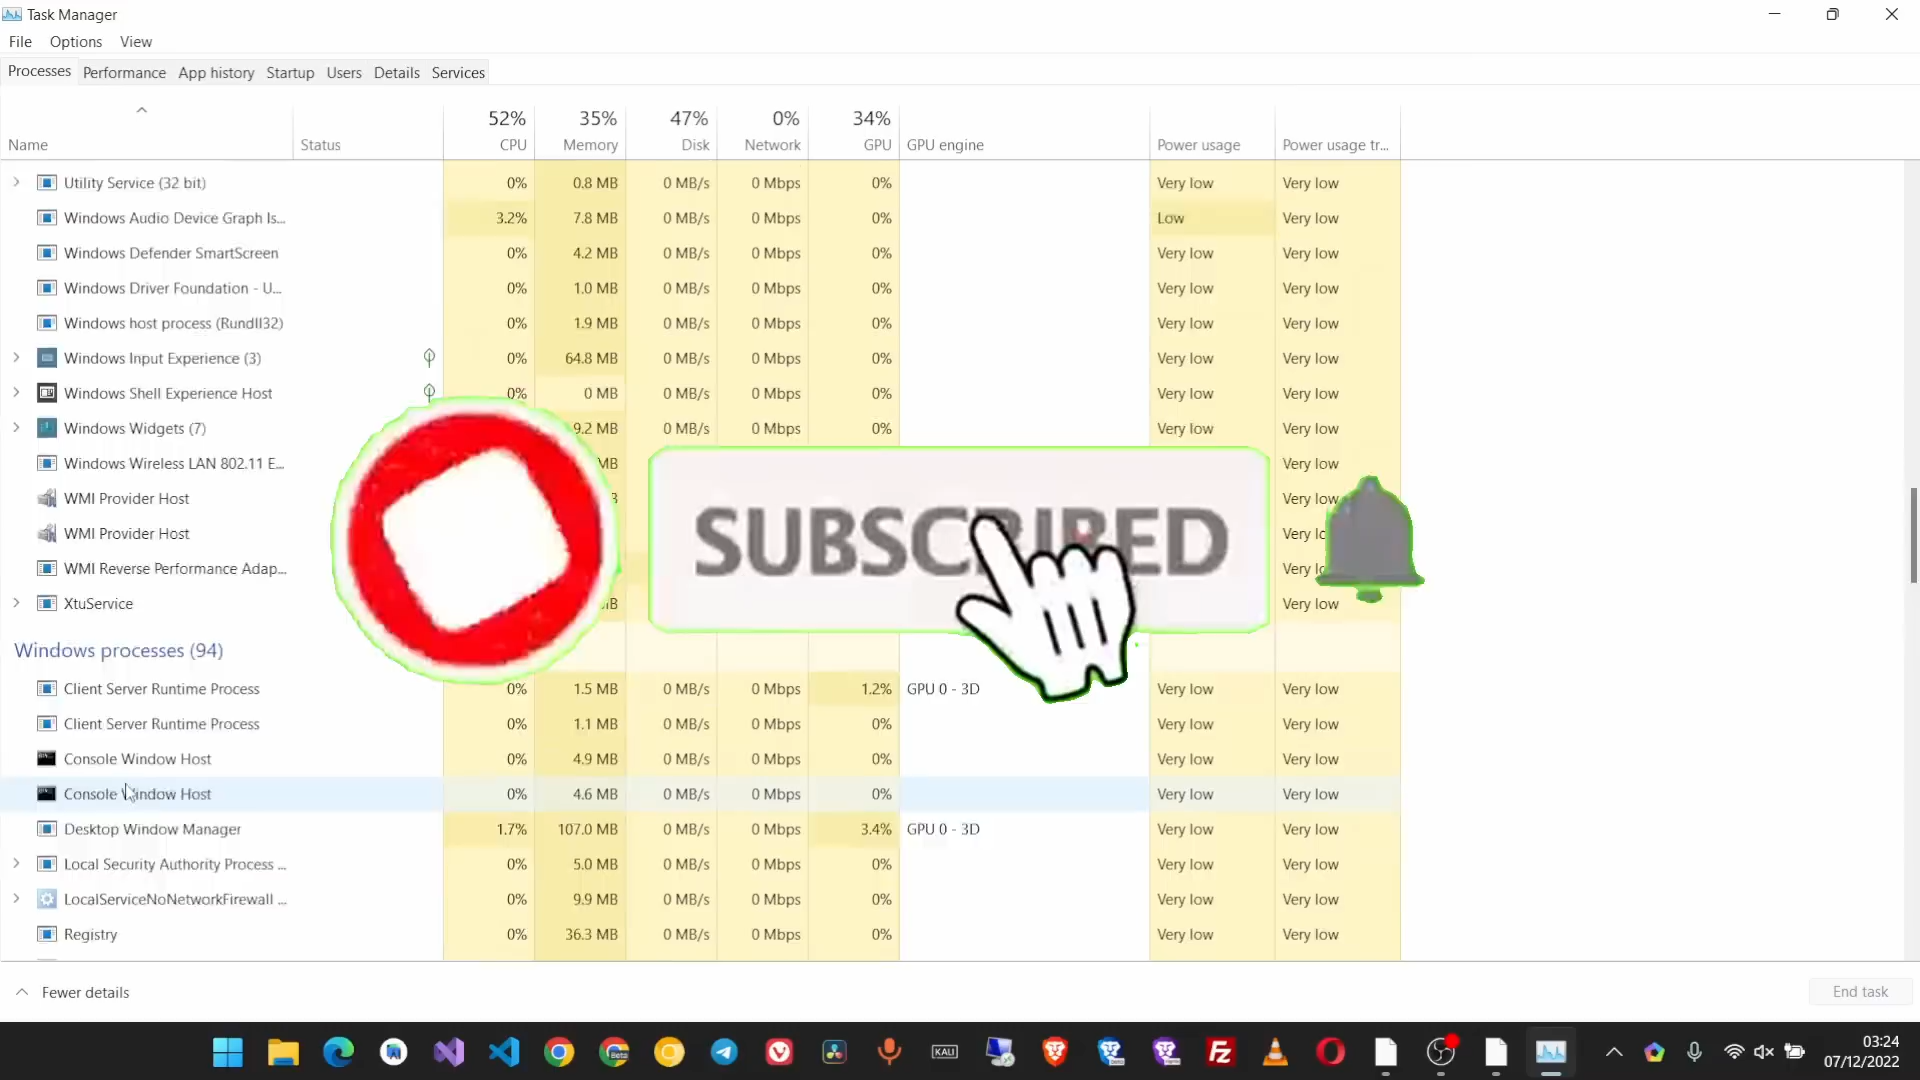 Task Manager
File Options View
Processes Performance App history Startup Users Details Services
52% 35% 47% 0% 34%
Name Status CPU Memory Disk Network GPU GPU engine Power usage Power usage tr...
Utility Service (32 bit) 0% 0.8 MB 0 MB/s 0 Mbps 0% Very low Very low
Windows Audio Device Graph Is... 3.2% 7.8 MB 0 MB/s 0 Mbps 0% Low Very low
Windows Defender SmartScreen 0% 4.2 MB 0 MB/s 0 Mbps 0% Very low Very low
Windows Driver Foundation - U... 0% 1.0 MB 0 MB/s 0 Mbps 0% Very low Very low
Windows host process (Rundll32) 0% 1.9 MB 0 MB/s 0 Mbps 0% Very low Very low
Windows Input Experience (3) 0% 64.8 MB 0 MB/s 0 Mbps 0% Very low Very low
Windows Shell Experience Host 0% 0 MB 0 MB/s 0 Mbps 0% Very low Very low
Windows Widgets (7) 9.2 MB 0 MB/s 0 Mbps 0% Very low Very low
Windows Wireless LAN 802.11 E... MB Very low
WMI Provider Host Very low
WMI Provider Host Very
SUBSCRIBED
WMI Reverse Performance Adap... Very
XtuService Very low
Windows processes (94)
Client Server Runtime Process 0% 1.5 MB 0 MB/s 0 Mbps 1.2% GPU 0 - 3D Very low Very low
Client Server Runtime Process 0% 1.1 MB 0 MB/s 0 Mbps 0% Very low Very low
Console Window Host 0% 4.9 MB 0 MB/s 0 Mbps 0% Very low Very low
Console Window Host 0% 4.6 MB 0 MB/s 0 Mbps 0% Very low Very low
Desktop Window Manager 1.7% 107.0 MB 0 MB/s 0 Mbps 3.4% GPU 0 - 3D Very low Very low
Local Security Authority Process ... 0% 5.0 MB 0 MB/s 0 Mbps 0% Very low Very low
LocalServiceNoNetworkFirewall ... 0% 9.9 MB 0 MB/s 0 Mbps 0% Very low Very low
Registry 0% 36.3 MB 0 MB/s 0 Mbps 0% Very low Very low
Fewer details End task
Beta KALI
03:24
07/12/2022